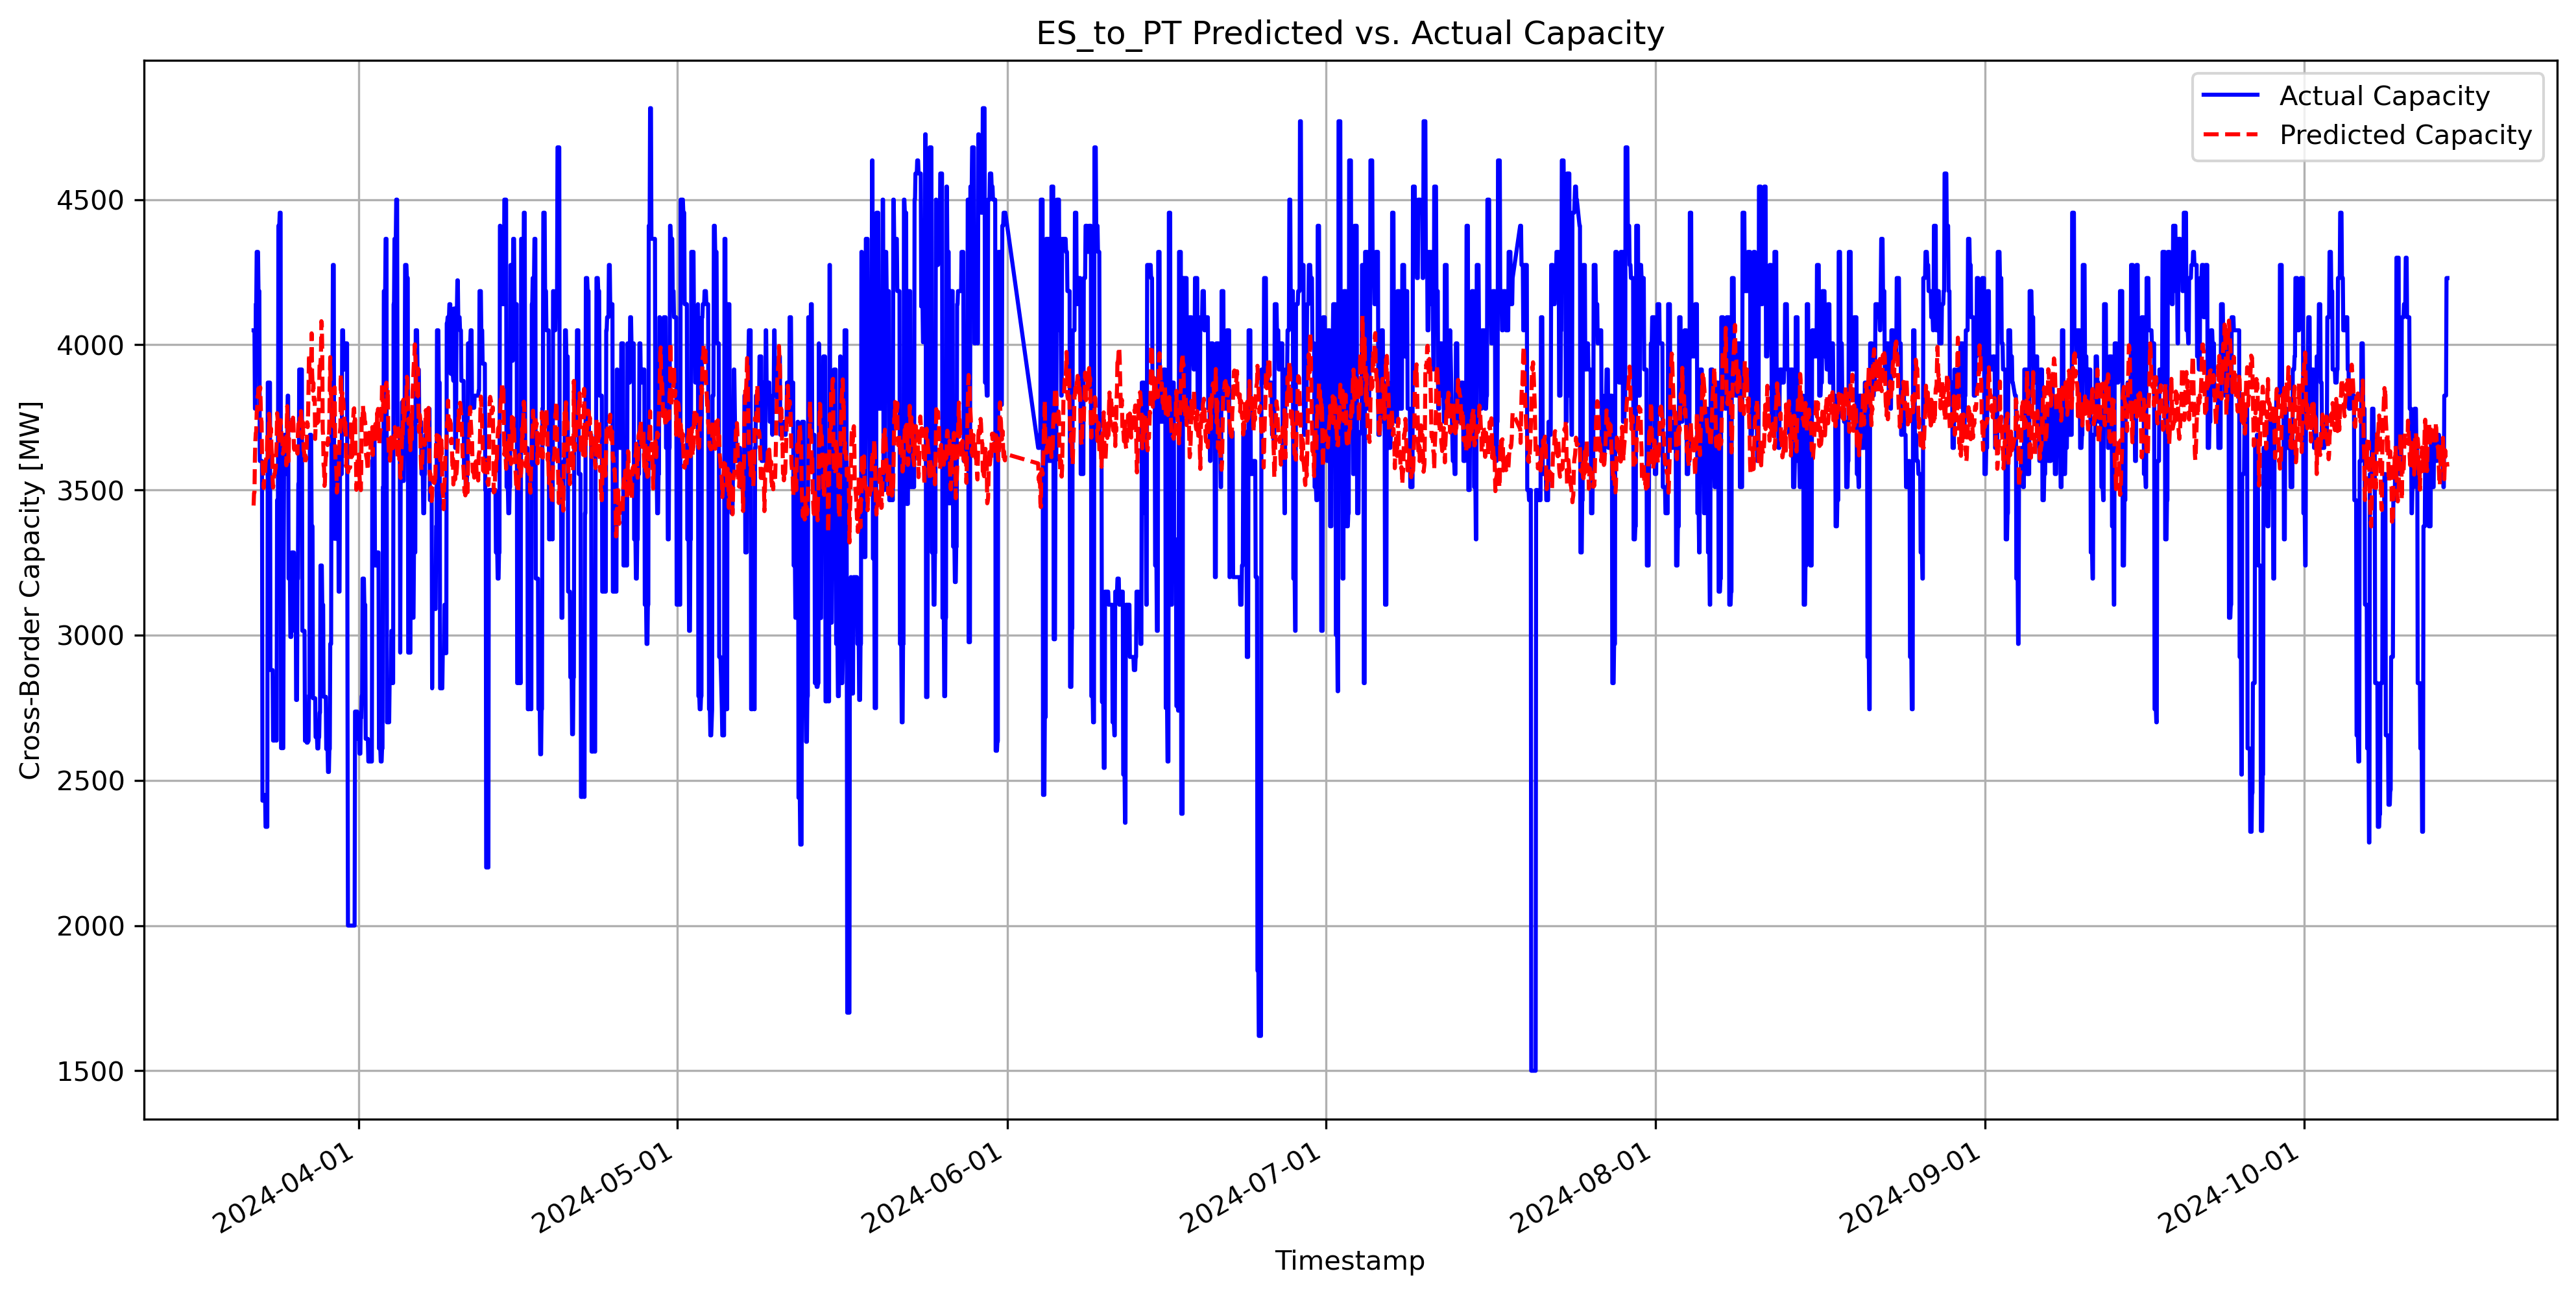 ES_to_PT Predicted vs. Actual Capacity
Actual Capacity
Predicted Capacity
Cross-Border Capacity [MW]
4500
4000
3500
3000
2500
2000
1500
2024-04-01
2024-05-01
2024-06-01
2024-07-01
2024-08-01
2024-09-01
2024-10-01
Timestamp